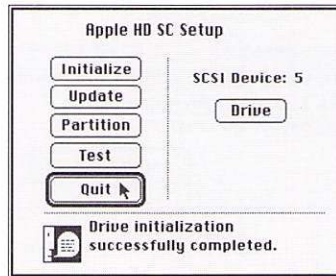 Apple HD SC Setup
Initialize
Update
Partition
Test
Quit
SCSI Device: 5
Drive
Drive initialization
successfully completed.